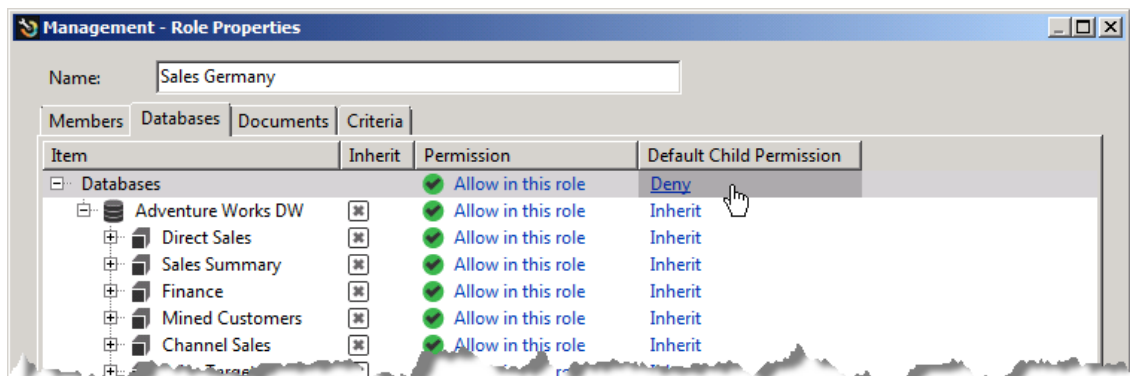 Management - Role Properties
Name: Sales Germany
Members Databases Documents Criteria
Item Inherit Permission Default Child Permission
Databases Allow in this role Deny
Adventure Works DW Allow in this role Inherit
Direct Sales Allow in this role Inherit
Sales Summary Allow in this role Inherit
Finance Allow in this role Inherit
Mined Customers Allow in this role Inherit
Channel Sales Allow in this role Inherit